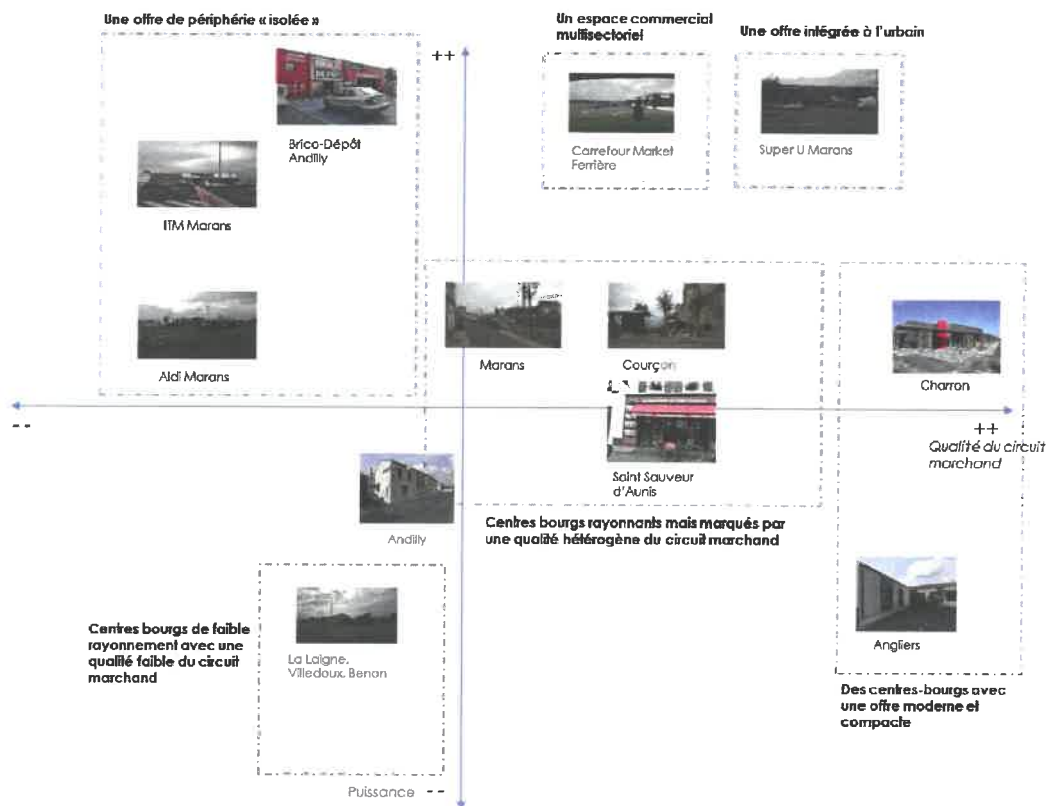 Une offre de périphérie « isolée »
Un espace commercial
multisectoriel
Une offre intégrée à l'urbain
++
Brico-Dépôt
Andilly
Carrefour Market
Ferrière
Super U Marans
ITM Marans
Aldi Marans
Marans
Courçon
Charron
--
++
Qualité du circuit
marchand
Saint Sauveur
d'Aunis
Andilly
Centres bourgs rayonnants mais marqués par
une qualité hétérogène du circuit marchand
Centres bourgs de faible
rayonnement avec une
qualité faible du circuit
marchand
La Laigne,
Villedoux, Benon
Angliers
Des centres-bourgs avec
une offre moderne et
compacte
Puissance --